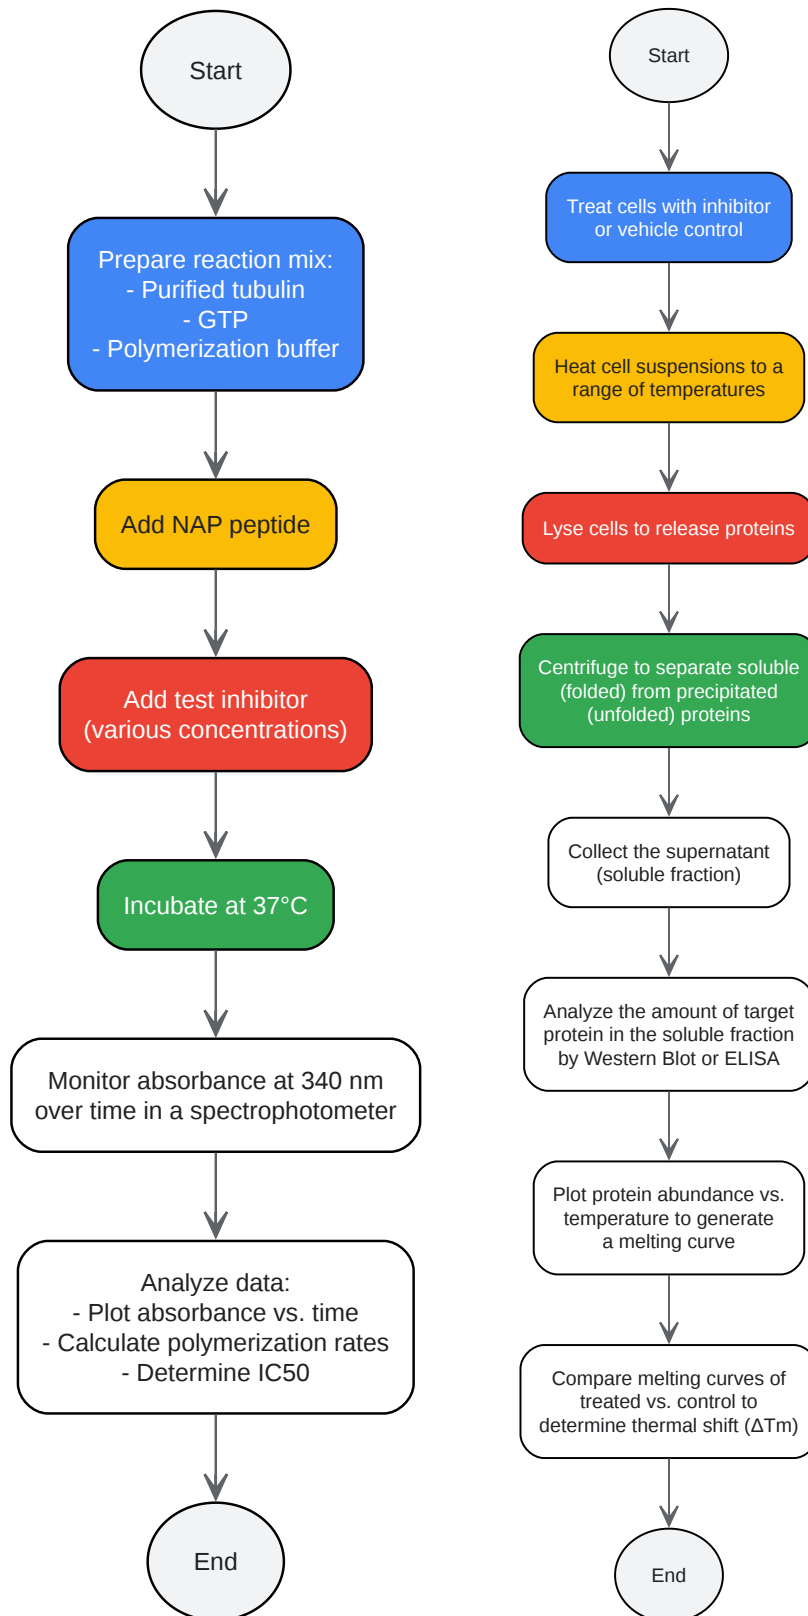 Start
Prepare reaction mix:
- Purified tubulin
- GTP
- Polymerization buffer
Add NAP peptide
Add test inhibitor
(various concentrations)
Incubate at 37°C
Monitor absorbance at 340 nm
over time in a spectrophotometer
Analyze data:
- Plot absorbance vs. time
- Calculate polymerization rates
- Determine IC50
End
Start
Treat cells with inhibitor
or vehicle control
Heat cell suspensions to a
range of temperatures
Lyse cells to release proteins
Centrifuge to separate soluble
(folded) from precipitated
(unfolded) proteins
Collect the supernatant
(soluble fraction)
Analyze the amount of target
protein in the soluble fraction
by Western Blot or ELISA
Plot protein abundance vs.
temperature to generate
a melting curve
Compare melting curves of
treated vs. control to
determine thermal shift (ΔTm)
End